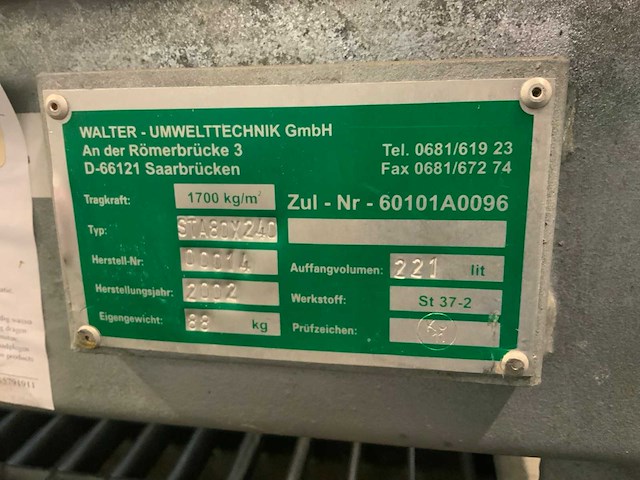 WALTER - UMWELTTECHNIK GmbH
An der Römerbrücke 3
D-66121 Saarbrücken
Tel. 0681/619 23
Fax 0681/672 74
Tragkraft: 1700 kg/m²
Zul - Nr - 60101A0096
Typ: STA80X240
Herstell-Nr: 00014
Auffangvolumen: 221 lit
Herstellungsjahr: 2002
Werkstoff: St 37-2
Eigengewicht: 88 kg
Prüfzeichen: